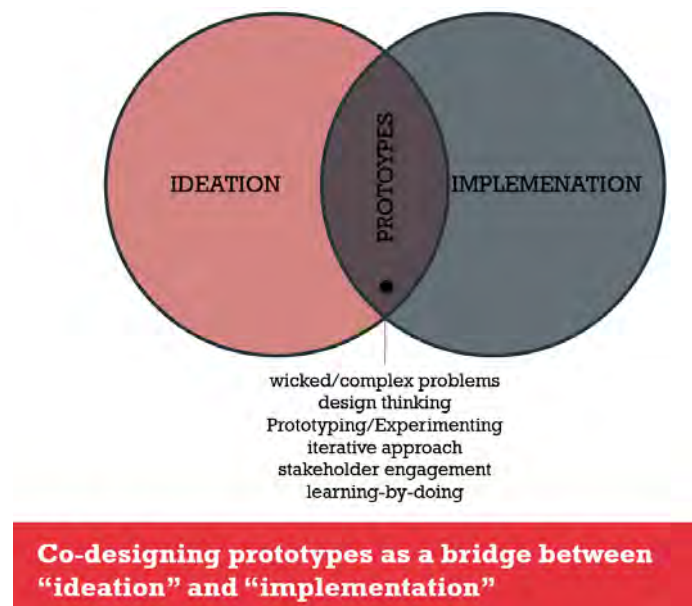 IDEATION
PROTOYPES
IMPLEMENATION
wicked/complex problems
design thinking
Prototyping/Experimenting
iterative approach
stakeholder engagement
learning-by-doing
Co-designing prototypes as a bridge between
“ideation” and “implementation”